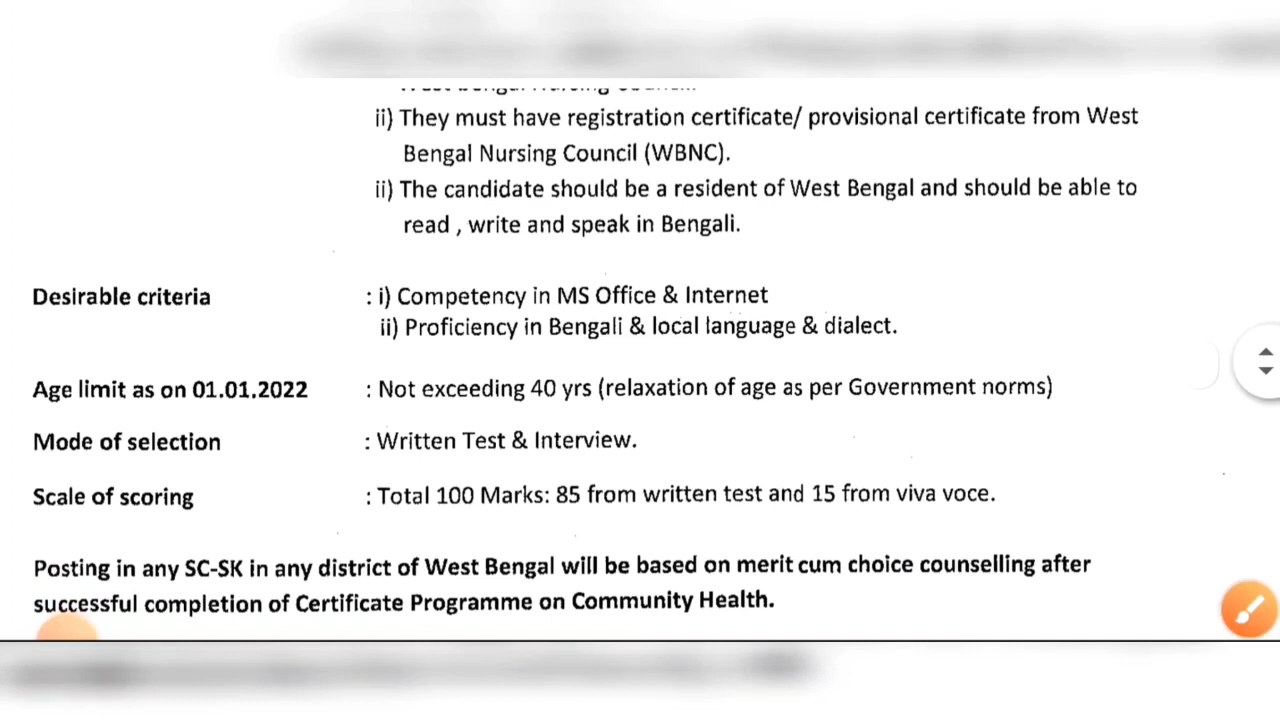 ii) They must have registration certificate/ provisional certificate from West
Bengal Nursing Council (WBNC).
ii) The candidate should be a resident of West Bengal and should be able to
read , write and speak in Bengali.
Desirable criteria : i) Competency in MS Office & Internet
ii) Proficiency in Bengali & local language & dialect.
Age limit as on 01.01.2022 : Not exceeding 40 yrs (relaxation of age as per Government norms)
Mode of selection : Written Test & Interview.
Scale of scoring : Total 100 Marks: 85 from written test and 15 from viva voce.
Posting in any SC-SK in any district of West Bengal will be based on merit cum choice counselling after
successful completion of Certificate Programme on Community Health.